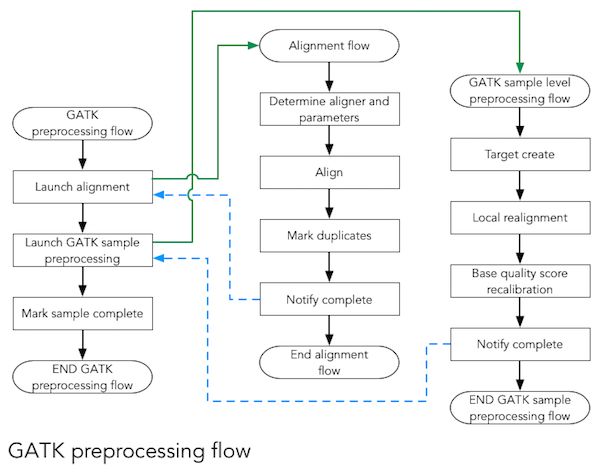 GATK
preprocessing flow
Launch alignment
Launch GATK sample
preprocessing
Mark sample complete
END GATK
preprocessing flow
Alignment flow
Determine aligner and
parameters
Align
Mark duplicates
Notify complete
End alignment
flow
GATK sample level
preprocessing flow
Target create
Local realignment
Base quality score
recalibration
Notify complete
END GATK sample
preprocessing flow
GATK preprocessing flow